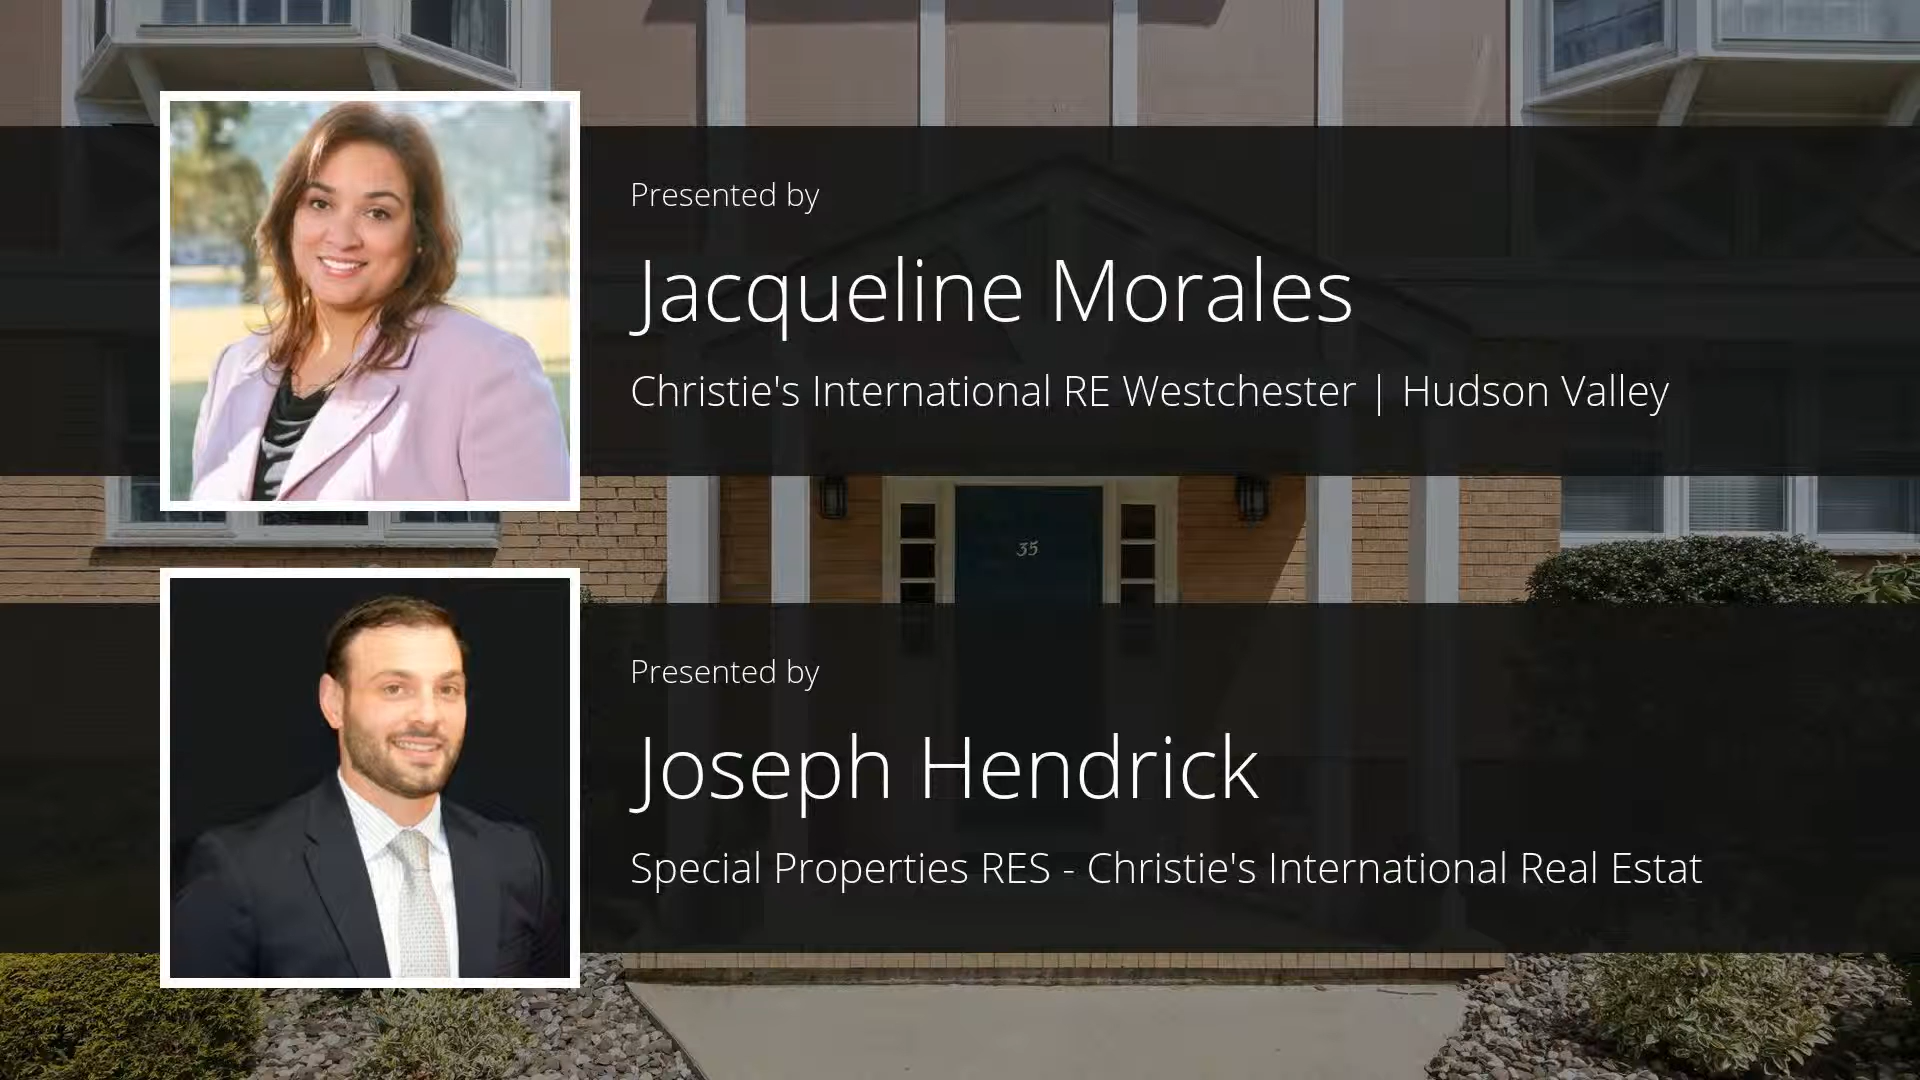 Presented by
Jacqueline Morales
Christie's International RE Westchester | Hudson Valley
35
Presented by
Joseph Hendrick
Special Properties RES - Christie's International Real Estat